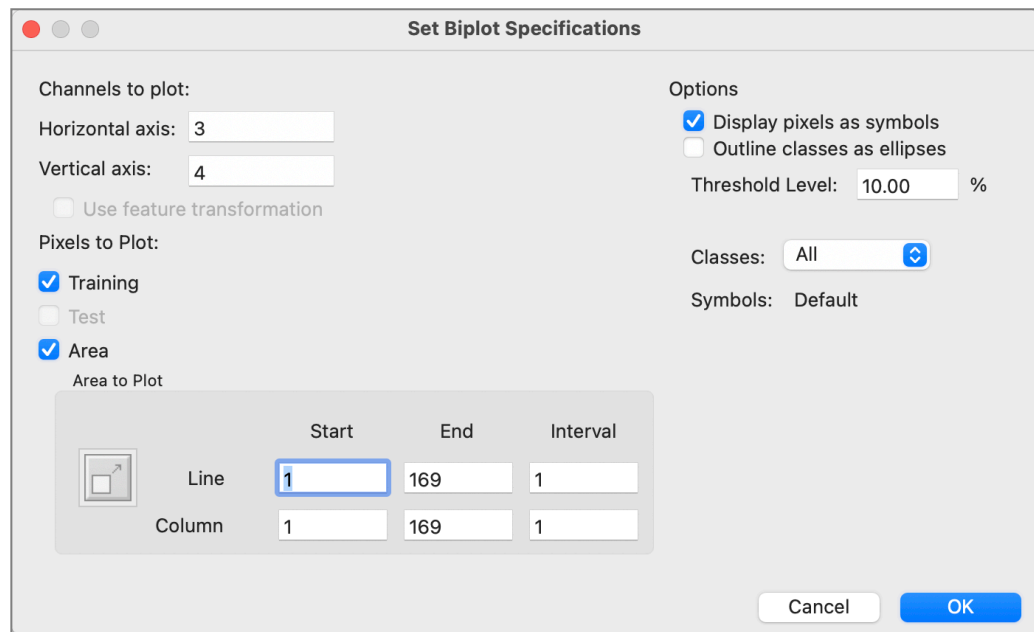 Set Biplot Specifications
Channels to plot:
Horizontal axis: 3
Vertical axis: 4
Use feature transformation
Pixels to Plot:
Training
Test
Area
Area to Plot
Start End Interval
Line 1 169 1
Column 1 169 1
Options
Display pixels as symbols
Outline classes as ellipses
Threshold Level: 10.00 %
Classes: All
Symbols: Default
Cancel OK